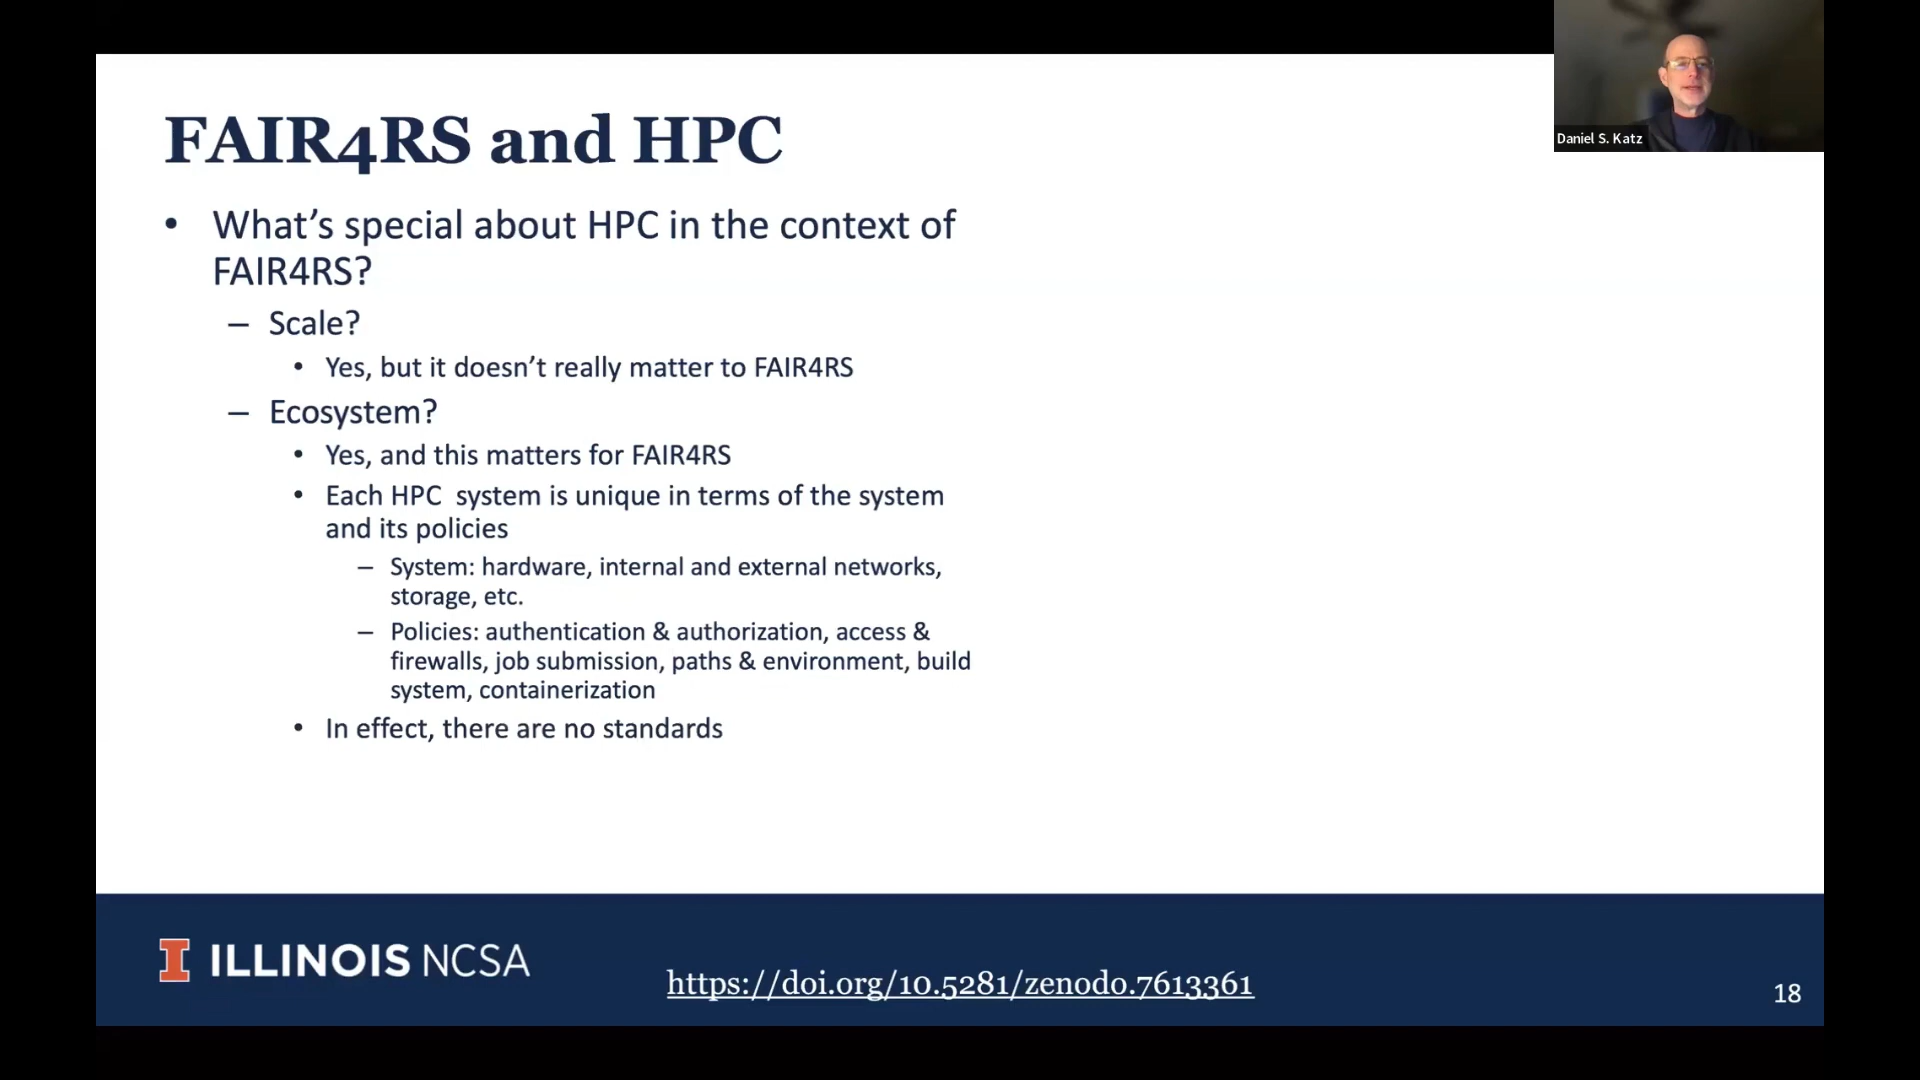 FAIR4RS and HPC
• What’s special about HPC in the context of
FAIR4RS?
– Scale?
• Yes, but it doesn’t really matter to FAIR4RS
– Ecosystem?
• Yes, and this matters for FAIR4RS
• Each HPC system is unique in terms of the system
and its policies
– System: hardware, internal and external networks,
storage, etc.
– Policies: authentication & authorization, access &
firewalls, job submission, paths & environment, build
system, containerization
• In effect, there are no standards
Daniel S. Katz
I ILLINOIS NCSA
https://doi.org/10.5281/zenodo.7613361
18